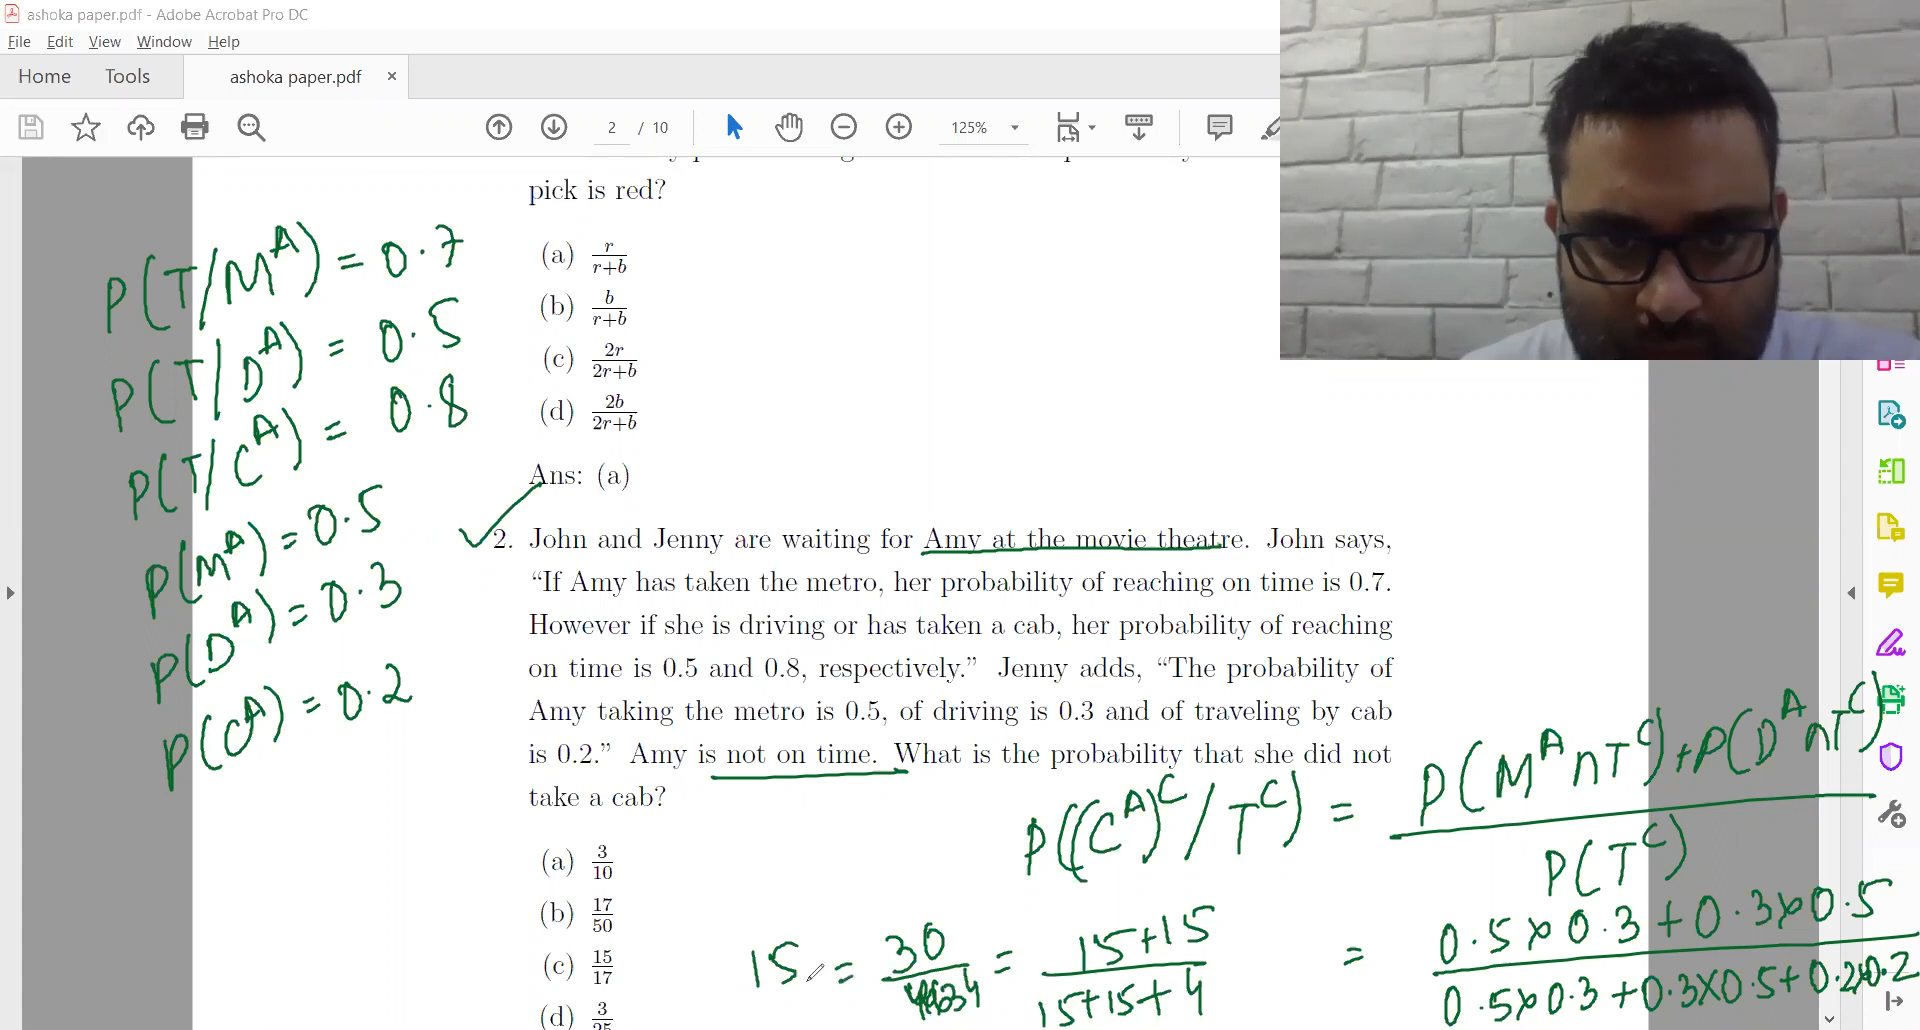 ashoka paper.pdf - Adobe Acrobat Pro DC
File Edit View Window Help
Home Tools ashoka paper.pdf ×
2 / 10 125%
pick is red?
(a) r/(r+b)
(b) b/(r+b)
(c) 2r/(2r+b)
(d) 2b/(2r+b)
Ans: (a)
P(T/M^A) = 0.7
P(T/D^A) = 0.5
P(T/C^A) = 0.8
P(M^A) = 0.5
P(D^A) = 0.3
P(C^A) = 0.2
2. John and Jenny are waiting for Amy at the movie theatre. John says,
“If Amy has taken the metro, her probability of reaching on time is 0.7.
However if she is driving or has taken a cab, her probability of reaching
on time is 0.5 and 0.8, respectively.” Jenny adds, “The probability of
Amy taking the metro is 0.5, of driving is 0.3 and of traveling by cab
is 0.2.” Amy is not on time. What is the probability that she did not
take a cab?
(a) 3/10
(b) 17/50
(c) 15/17
(d) 3/25
P((C^A)^C / T^C) = P(M^A ∩ T^C) + P(D^A ∩ T^C)
P(T^C)
= 0.5×0.3+0.3×0.5
0.5×0.3+0.3×0.5+0.2×0.2
15 = 30 = 15+15
34 15+15+4